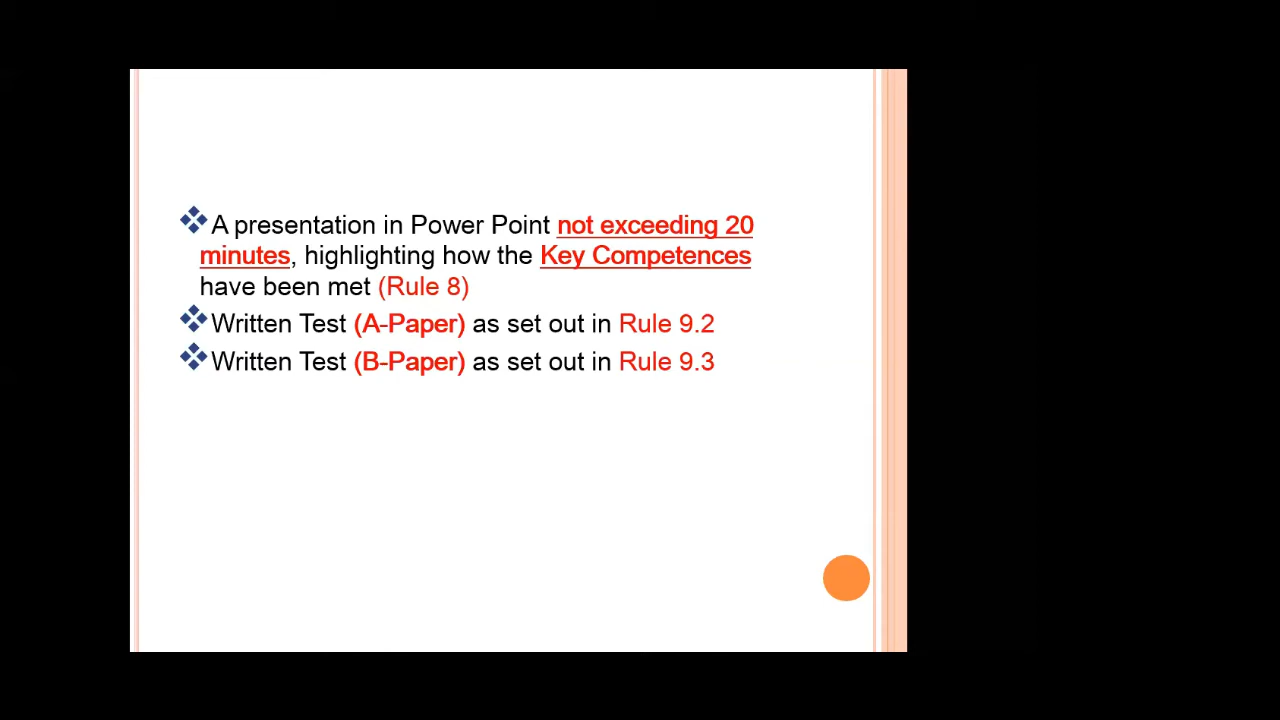 A presentation in Power Point not exceeding 20
minutes, highlighting how the Key Competences
have been met (Rule 8)
Written Test (A-Paper) as set out in Rule 9.2
Written Test (B-Paper) as set out in Rule 9.3